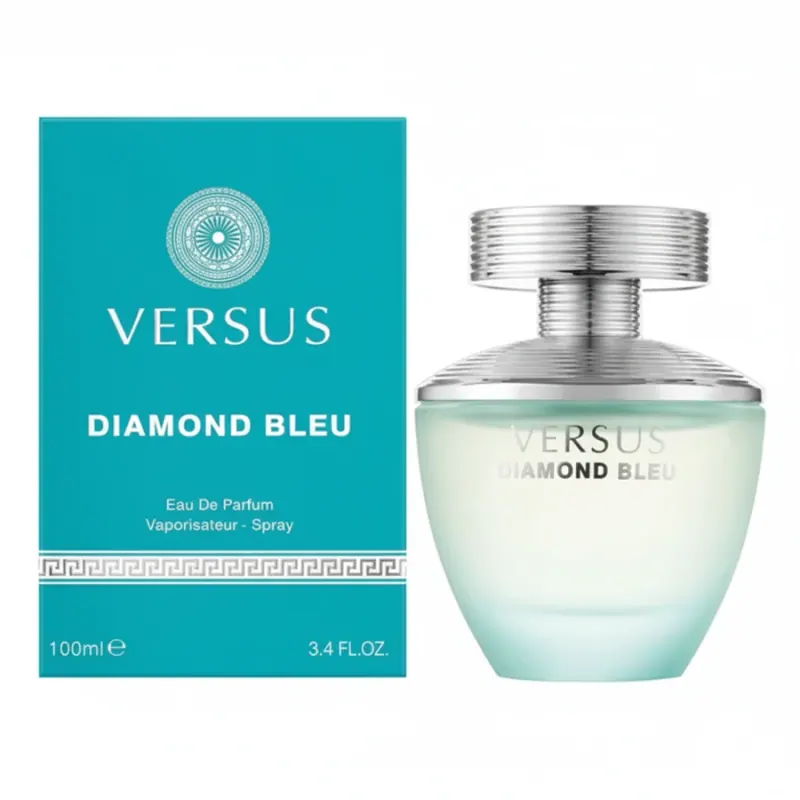 VERSUS
DIAMOND BLEU
Eau De Parfum
Vaporisateur - Spray
100ml ℮
3.4 FL.OZ.
VERSUS
DIAMOND BLEU